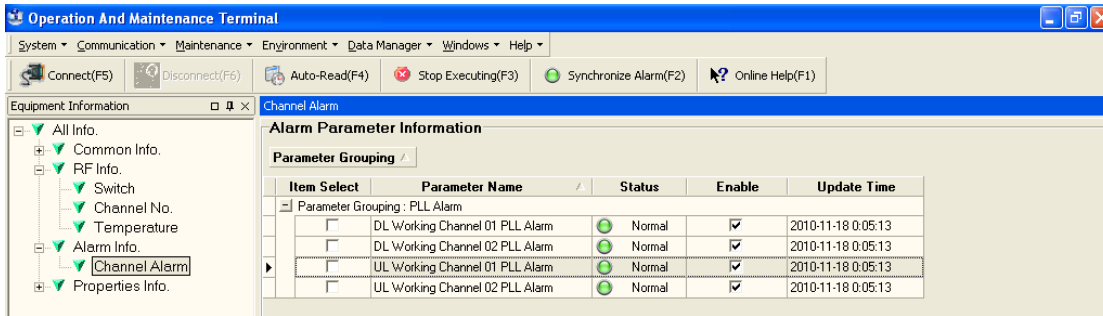 Operation And Maintenance Terminal
System Communication Maintenance Environment Data Manager Windows Help
Connect(F5) Disconnect(F6) Auto-Read(F4) Stop Executing(F3) Synchronize Alarm(F2) Online Help(F1)
Equipment Information
All Info.
Common Info.
RF Info.
Switch
Channel No.
Temperature
Alarm Info.
Channel Alarm
Properties Info.
Channel Alarm
Alarm Parameter Information
Parameter Grouping
Item Select Parameter Name Status Enable Update Time
Parameter Grouping : PLL Alarm
DL Working Channel 01 PLL Alarm Normal 2010-11-18 0:05:13
DL Working Channel 02 PLL Alarm Normal 2010-11-18 0:05:13
UL Working Channel 01 PLL Alarm Normal 2010-11-18 0:05:13
UL Working Channel 02 PLL Alarm Normal 2010-11-18 0:05:13